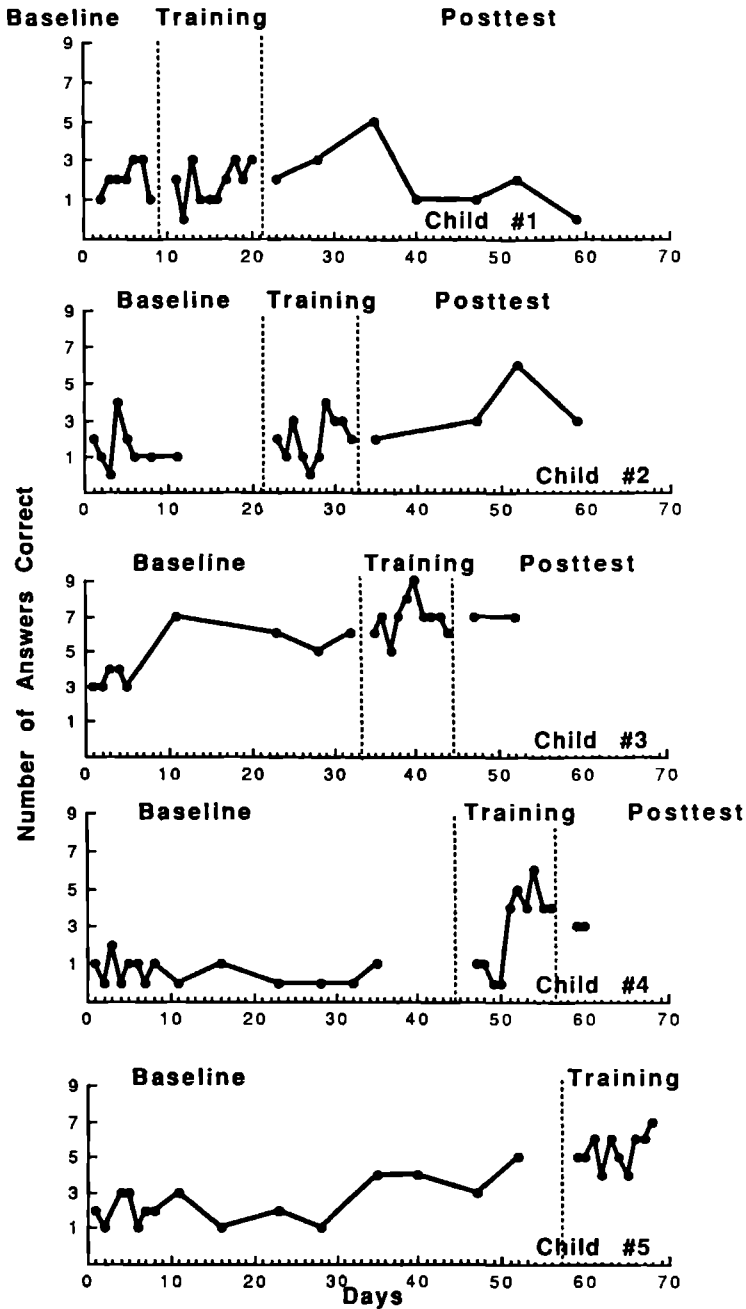 Baseline Training Posttest
9
7
5
3
1
Child #1
0 10 20 30 40 50 60 70
Baseline Training Posttest
9
7
5
3
1
Child #2
0 10 20 30 40 50 60 70
Number of Answers Correct
Baseline Training Posttest
9
7
5
3
1
Child #3
0 10 20 30 40 50 60 70
Baseline Training Posttest
9
7
5
3
1
Child #4
0 10 20 30 40 50 60 70
Baseline Training
9
7
5
3
1
Child #5
0 10 20 30 40 50 60 70
Days